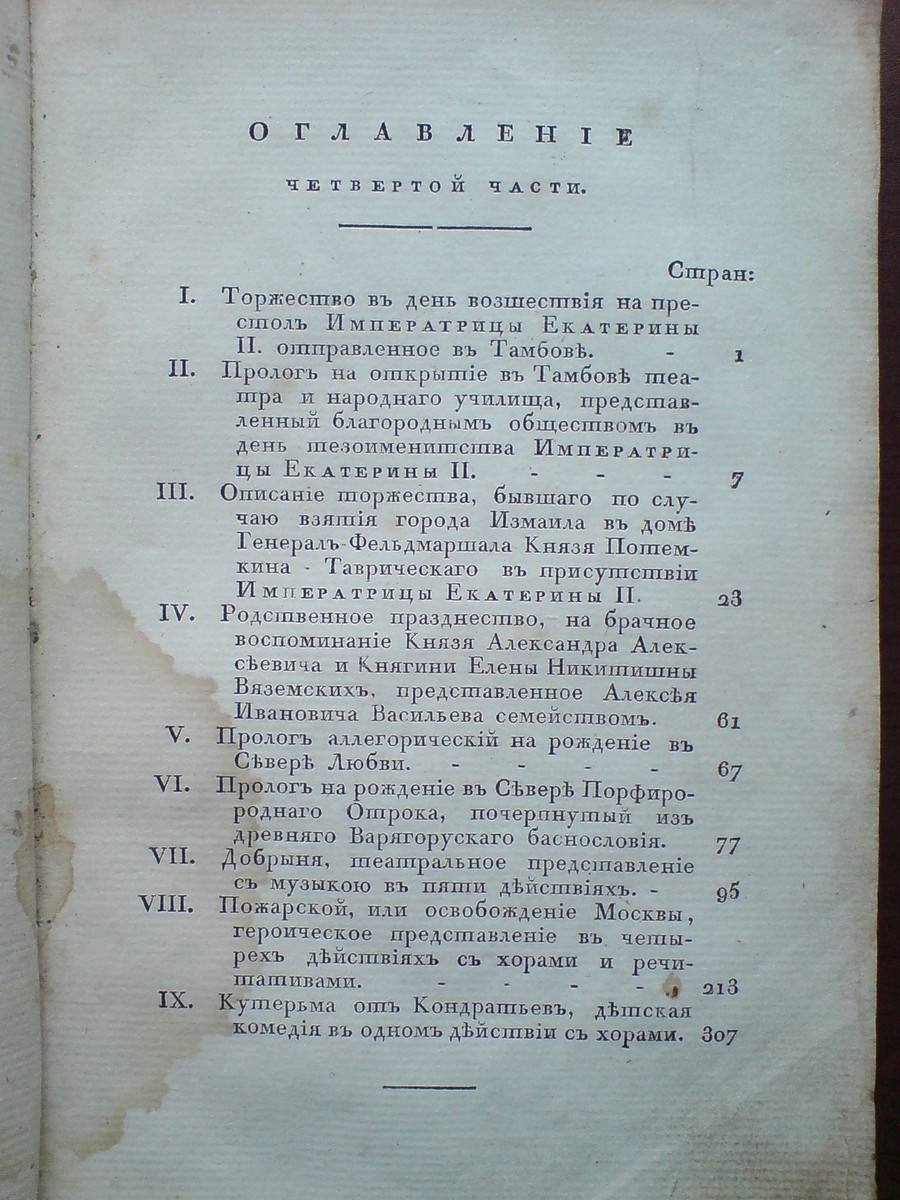 ОГЛАВЛЕНІЕ
ЧЕТВЕРТОЙ ЧАСТИ.
Стран:
I. Торжество въ день возшествія на пре-
столъ Императрицы Екатерины
II. отправленное въ Тамбовѣ. - 1
II. Прологъ на открытіе въ Тамбовѣ теа-
тра и народнаго училища, представ-
ленный благороднымъ обществомъ въ
день тезоименитства Императри-
цы Екатерины II. - - - 7
III. Описаніе торжества, бывшаго по слу-
чаю взятія города Измаила въ домѣ
Генералъ-Фельдмаршала Князя Потем-
кина - Таврическаго въ присутствіи
Императрицы Екатерины II. 23
IV. Родственное празднество, на брачное
воспоминаніе Князя Александра Алек-
сѣевича и Княгини Елены Никитишны
Вяземскихъ, представленное Алексѣя
Ивановича Васильева семействомъ. 61
V. Прологъ аллегорическій на рожденіе въ
Сѣверѣ Любви. - - - - 67
VI. Прологъ на рожденіе въ Сѣверѣ Порфиро-
роднаго Отрока, почерпнутый изъ
древняго Варягорускаго баснословія. 77
VII. Добрыня, театральное представленіе
съ музыкою въ пяти дѣйствіяхъ. - 95
VIII. Пожарской, или освобожденіе Москвы,
героическое представленіе въ четы-
рехъ дѣйствіяхъ съ хорами и речи-
тативами. - - - - 213
IX. Кутерьма отъ Кондратьевъ, дѣтская
комедія въ одномъ дѣйствіи съ хорами. 307